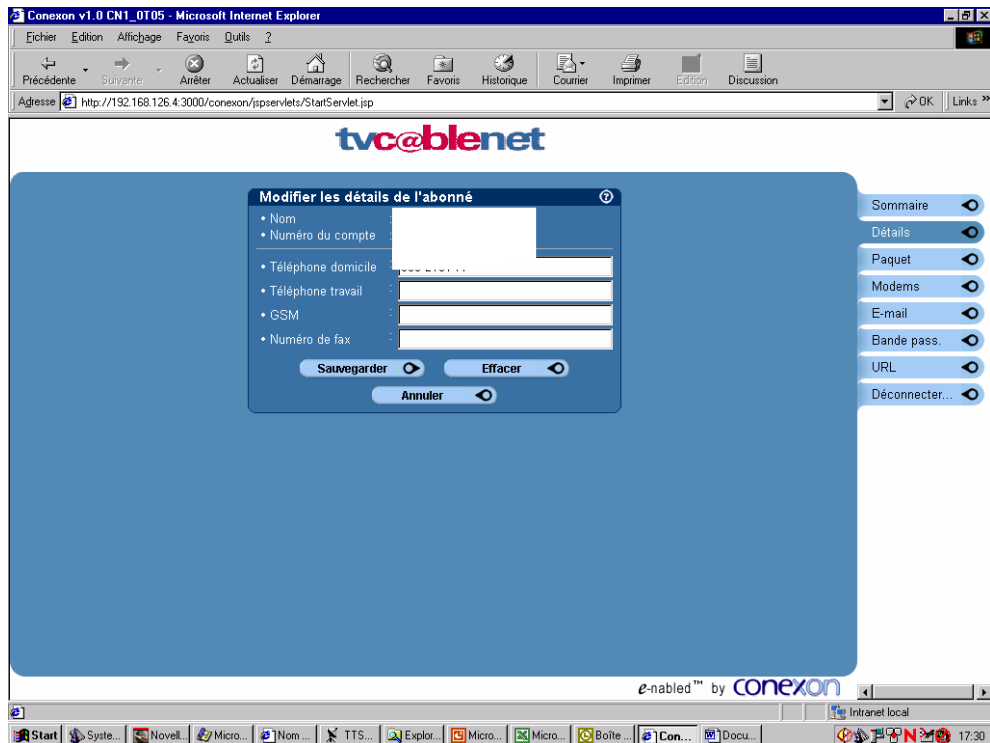 Conexon v1.0 CN1_0T05 - Microsoft Internet Explorer
Fichier Edition Affichage Favoris Outils ?
Précédente Suivante Arrêter Actualiser Démarrage Rechercher Favoris Historique Courrier Imprimer Edition Discussion
Adresse http://192.168.126.4:3000/conexon/jspservlets/StartServlet.jsp OK Links »
tvc@blenet
Modifier les détails de l'abonné ?
• Nom :
• Numéro du compte :
• Téléphone domicile :
• Téléphone travail :
• GSM :
• Numéro de fax :
Sauvegarder Effacer
Annuler
Sommaire
Détails
Paquet
Modems
E-mail
Bande pass.
URL
Déconnecter...
e-nabled™ by conexon
Intranet local
Start Syste... Novell... Micro... Nom ... TTS... Explor... Micro... Micro... Boîte ... Con... Docu... 17:30